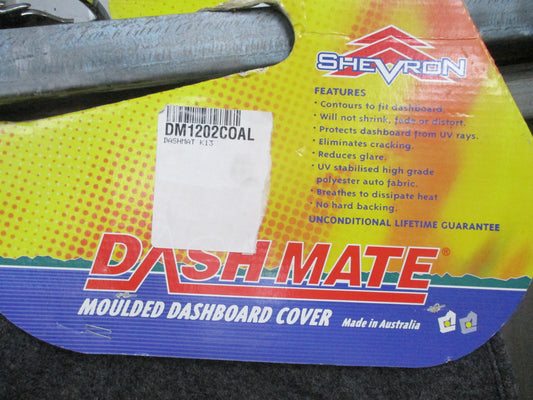 SHEVRON
FEATURES
· Contours to fit dashboard.
· Will not shrink, fade or distort.
· Protects dashboard from UV rays.
· Eliminates cracking.
· Reduces glare.
· UV stabilised high grade
polyester auto fabric.
· Breathes to dissipate heat
· No hard backing.
UNCONDITIONAL LIFETIME GUARANTEE
DM1202COAL
DASHMAT K13
DASH MATE®
MOULDED DASHBOARD COVER
Made in Australia